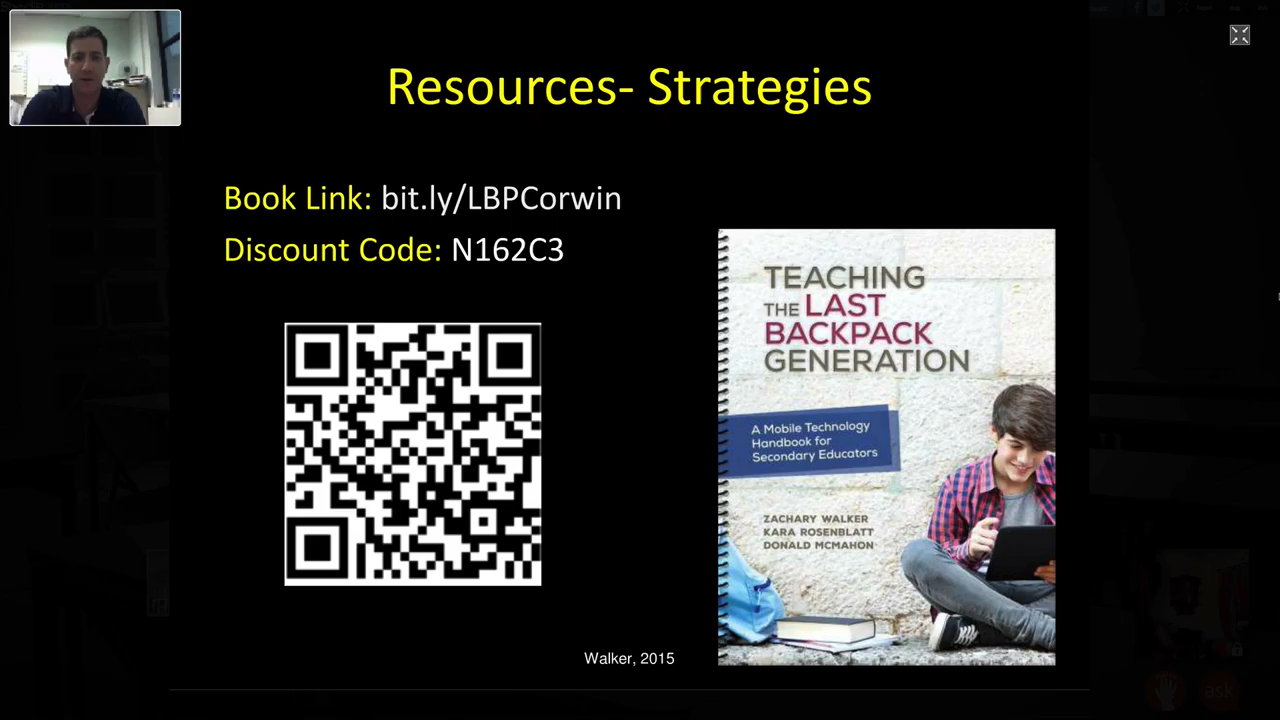 Resources- Strategies
Book Link: bit.ly/LBPCorwin
Discount Code: N162C3
TEACHING
THE LAST
BACKPACK
GENERATION
A Mobile Technology
Handbook for
Secondary Educators
ZACHARY WALKER
KARA ROSENBLATT
DONALD MCMAHON
Walker, 2015
ask